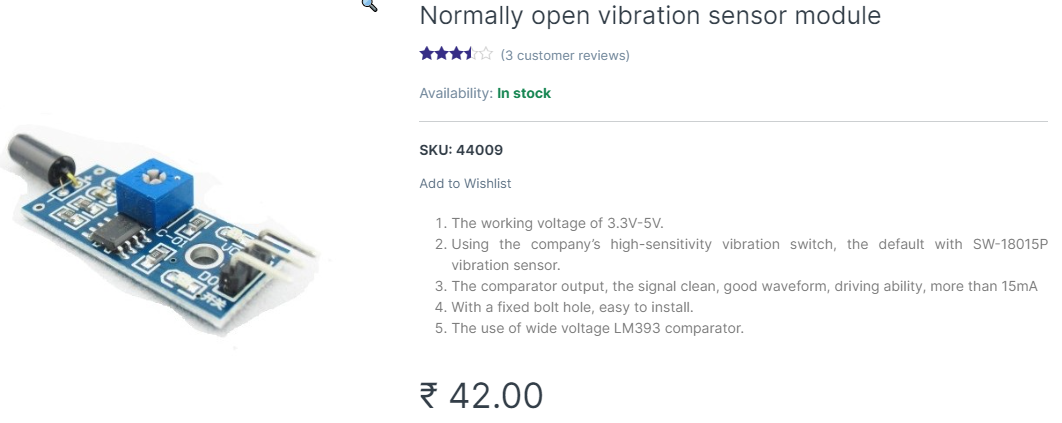 Normally open vibration sensor module
(3 customer reviews)
Availability: In stock
SKU: 44009
Add to Wishlist
1. The working voltage of 3.3V-5V.
2. Using the company's high-sensitivity vibration switch, the default with SW-18015P
vibration sensor.
3. The comparator output, the signal clean, good waveform, driving ability, more than 15mA
4. With a fixed bolt hole, easy to install.
5. The use of wide voltage LM393 comparator.
₹ 42.00
DO